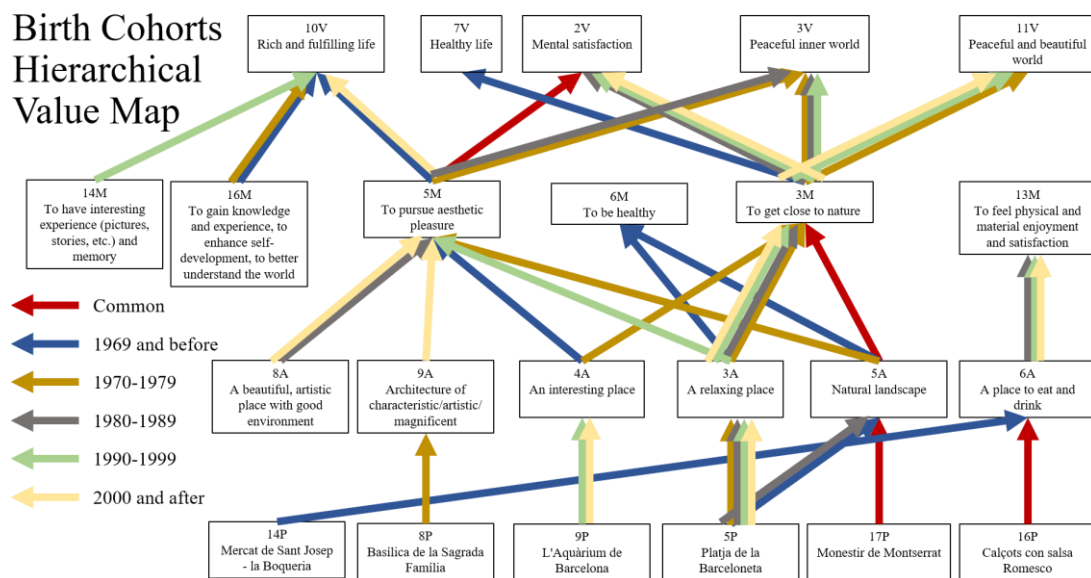 Birth Cohorts
Hierarchical
Value Map
10V
Rich and fulfilling life
7V
Healthy life
2V
Mental satisfaction
3V
Peaceful inner world
11V
Peaceful and beautiful
world
14M
To have interesting
experience (pictures,
stories, etc.) and
memory
16M
To gain knowledge
and experience, to
enhance self-
development, to better
understand the world
5M
To pursue aesthetic
pleasure
6M
To be healthy
3M
To get close to nature
13M
To feel physical and
material enjoyment
and satisfaction
Common
1969 and before
1970-1979
1980-1989
1990-1999
2000 and after
8A
A beautiful, artistic
place with good
environment
9A
Architecture of
characteristic/artistic/
magnificent
4A
An interesting place
3A
A relaxing place
5A
Natural landscape
6A
A place to eat and
drink
14P
Mercat de Sant Josep
- la Boqueria
8P
Basílica de la Sagrada
Família
9P
L'Aquàrium de
Barcelona
5P
Platja de la
Barceloneta
17P
Monestir de Montserrat
16P
Calçots con salsa
Romesco